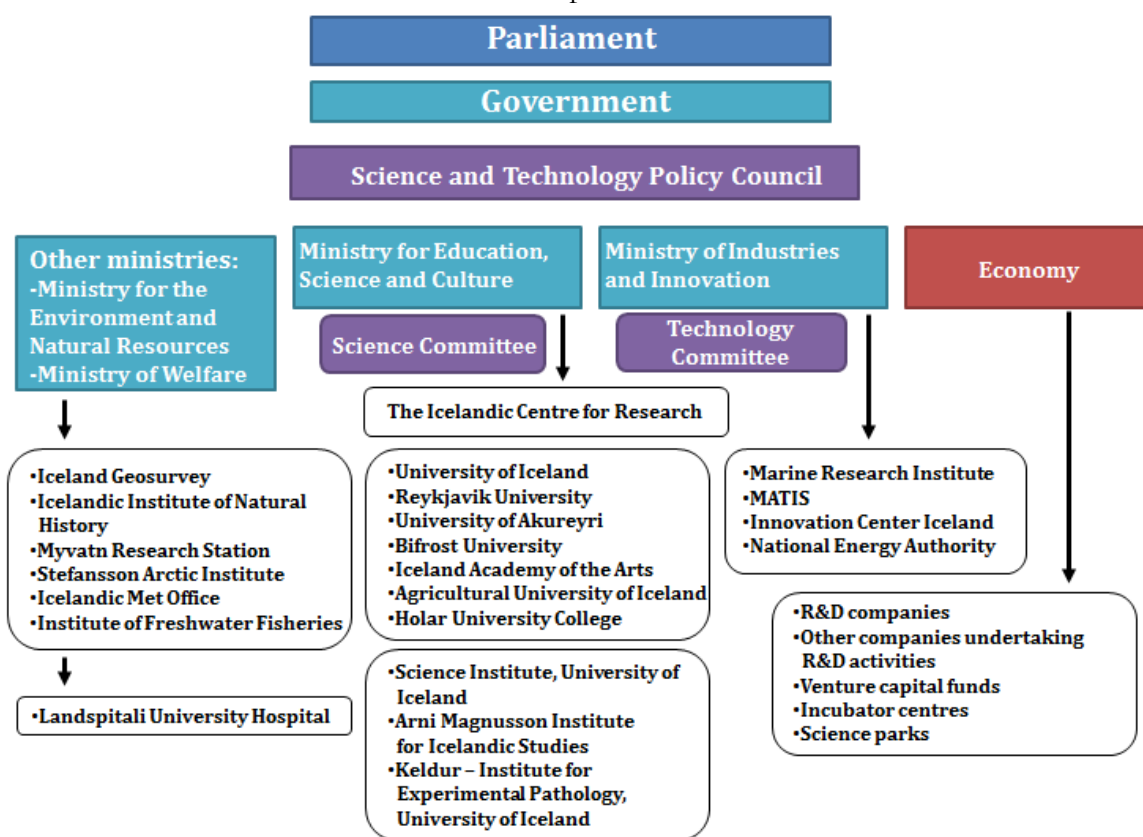 Parliament
Government
Science and Technology Policy Council
Other ministries:
-Ministry for the
Environment and
Natural Resources
-Ministry of Welfare
Ministry for Education,
Science and Culture
Ministry of Industries
and Innovation
Economy
Science Committee
Technology
Committee
The Icelandic Centre for Research
•Iceland Geosurvey
•Icelandic Institute of Natural
History
•Myvatn Research Station
•Stefansson Arctic Institute
•Icelandic Met Office
•Institute of Freshwater Fisheries
•Landspitali University Hospital
•University of Iceland
•Reykjavik University
•University of Akureyri
•Bifrost University
•Iceland Academy of the Arts
•Agricultural University of Iceland
•Holar University College
•Science Institute, University of
Iceland
•Arni Magnusson Institute
for Icelandic Studies
•Keldur – Institute for
Experimental Pathology,
University of Iceland
•Marine Research Institute
•MATIS
•Innovation Center Iceland
•National Energy Authority
•R&D companies
•Other companies undertaking
R&D activities
•Venture capital funds
•Incubator centres
•Science parks